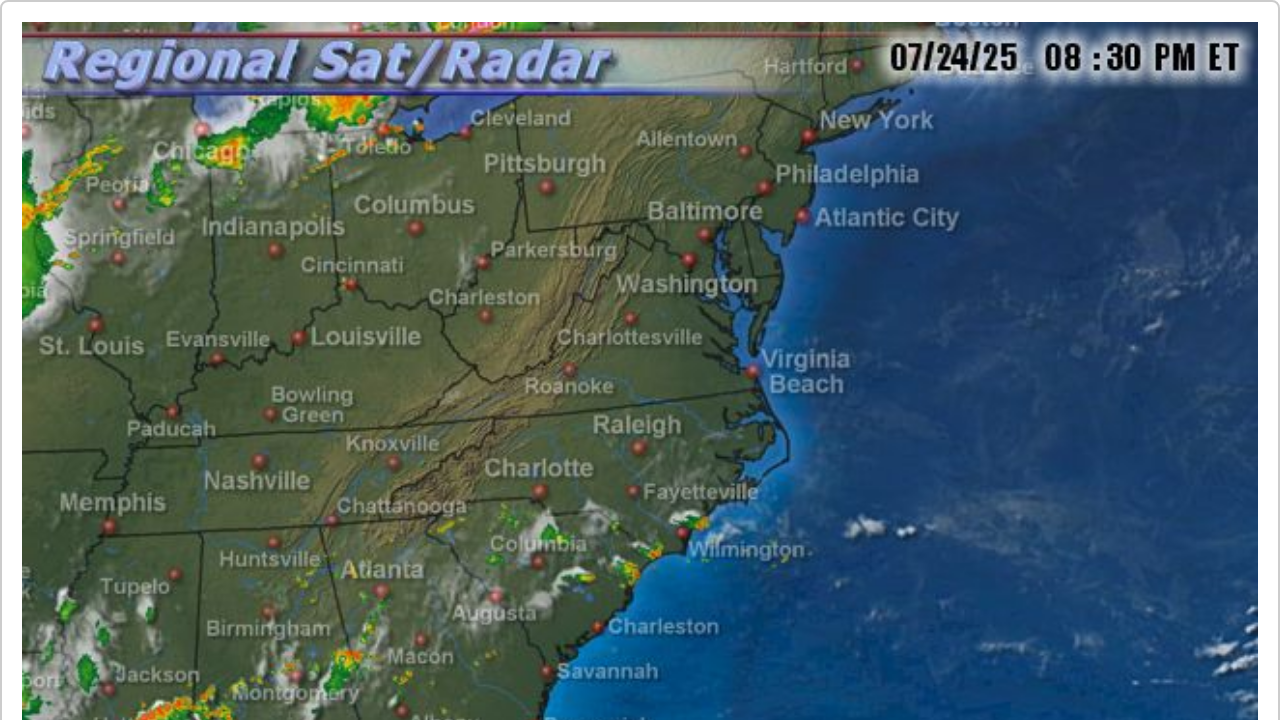 London
Regional Sat/Radar
07/24/25 08 : 30 PM ET
Hartford
Cleveland
New York
Allentown
Chicago
Toledo
Pittsburgh
Philadelphia
Peoria
Columbus
Baltimore
Atlantic City
Indianapolis
Springfield
Parkersburg
Cincinnati
Washington
Charleston
St. Louis
Evansville
Louisville
Charlottesville
Virginia
Beach
Roanoke
Bowling
Green
Paducah
Raleigh
Knoxville
Nashville
Charlotte
Fayetteville
Memphis
Chattanooga
Columbia
Wilmington
Huntsville
Atlanta
Tupelo
Augusta
Birmingham
Charleston
Macon
Jackson
Savannah
Montgomery